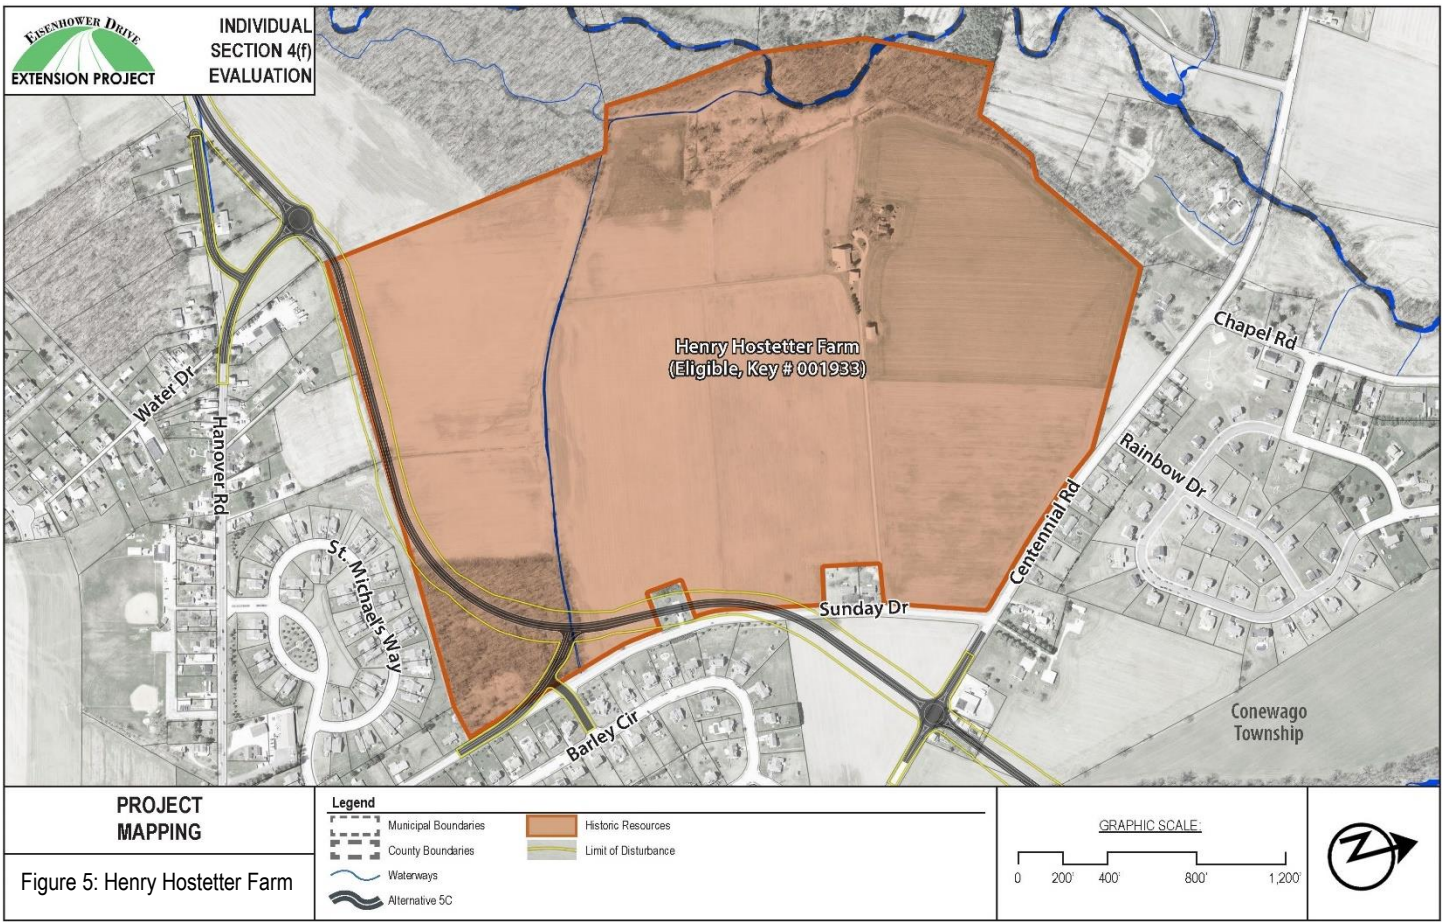 EISENHOWER DRIVE
EXTENSION PROJECT
INDIVIDUAL
SECTION 4(f)
EVALUATION
Henry Hostetter Farm
(Eligible, Key # 001933)
Chapel Rd
Water Dr
Hanover Rd
Rainbow Dr
Centennial Rd
St. Michael's Way
Sunday Dr
Barley Cir
Conewago
Township
PROJECT
MAPPING
Figure 5: Henry Hostetter Farm
Legend
Municipal Boundaries
County Boundaries
Waterways
Alternative 5C
Historic Resources
Limit of Disturbance
GRAPHIC SCALE:
0 200' 400' 800' 1,200'
Z